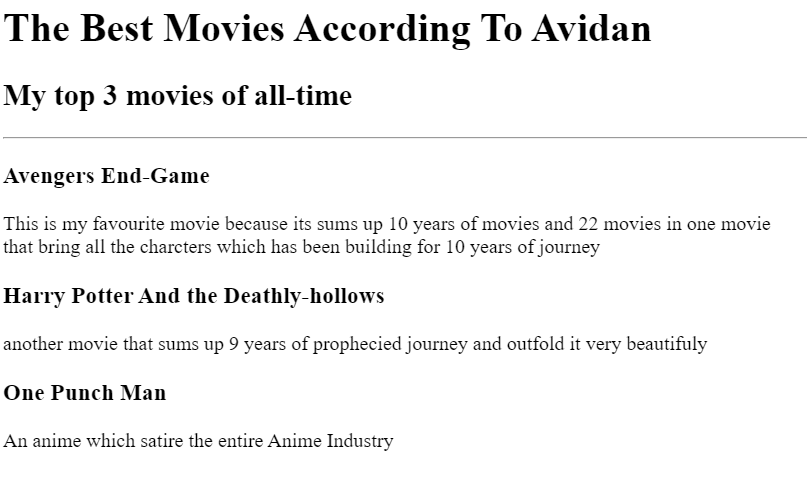 The Best Movies According To Avidan
My top 3 movies of all-time
Avengers End-Game
This is my favourite movie because its sums up 10 years of movies and 22 movies in one movie
that bring all the charcters which has been building for 10 years of journey
Harry Potter And the Deathly-hollows
another movie that sums up 9 years of prophecied journey and outfold it very beautifuly
One Punch Man
An anime which satire the entire Anime Industry